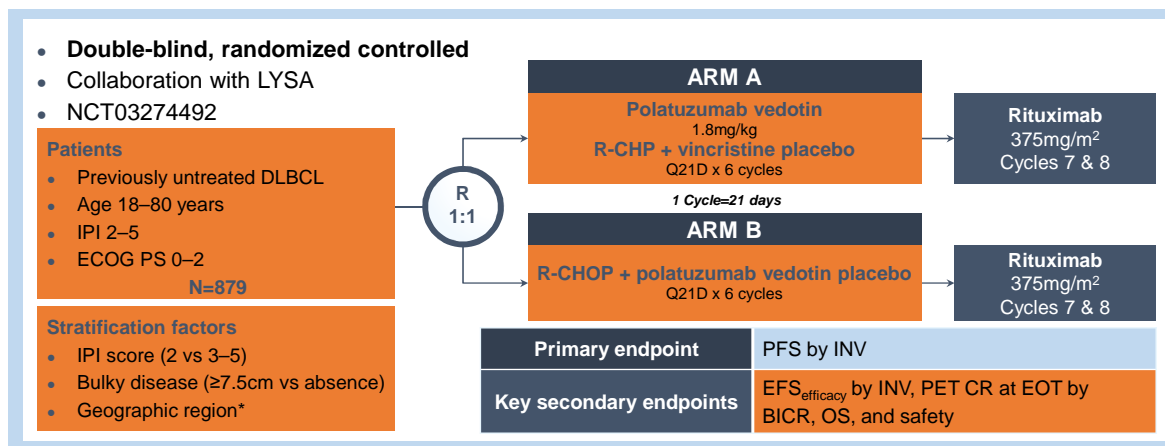 Double-blind, randomized controlled
Collaboration with LYSA
NCT03274492
Patients
Previously untreated DLBCL
Age 18–80 years
IPI 2–5
ECOG PS 0–2
N=879
Stratification factors
IPI score (2 vs 3–5)
Bulky disease (≥7.5cm vs absence)
Geographic region*
R
1:1
ARM A
Polatuzumab vedotin
1.8mg/kg
R-CHP + vincristine placebo
Q21D x 6 cycles
Rituximab
375mg/m²
Cycles 7 & 8
1 Cycle=21 days
ARM B
R-CHOP + polatuzumab vedotin placebo
Q21D x 6 cycles
Rituximab
375mg/m²
Cycles 7 & 8
Primary endpoint
PFS by INV
Key secondary endpoints
EFSefficacy by INV, PET CR at EOT by
BICR, OS, and safety